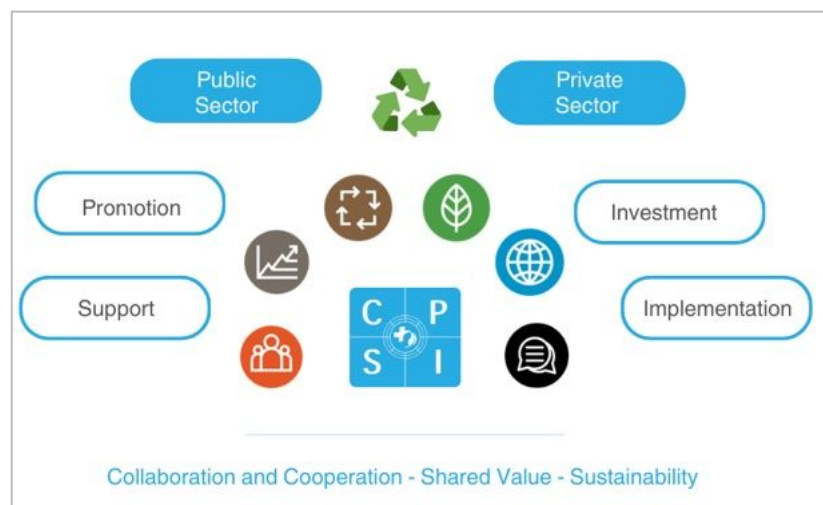 Public
Sector
Private
Sector
Promotion
Investment
Support
Implementation
C P
S I
Collaboration and Cooperation - Shared Value - Sustainability